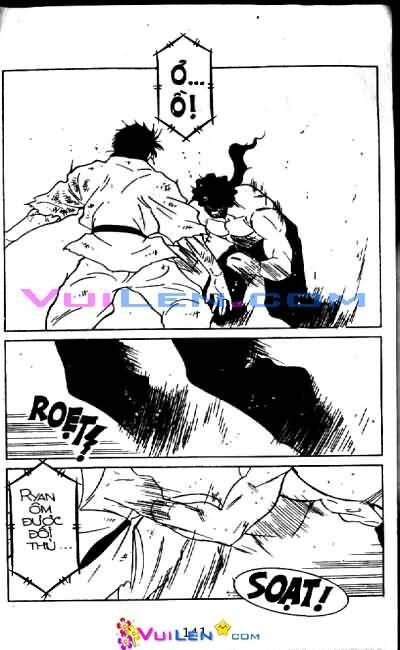 Ở...
Ồ!
VuiLen.com
ROẸT!!
RYAN
ÔM
ĐƯỢC
ĐỐI
THỦ...
SOẠT!
141
VuiLen
.com